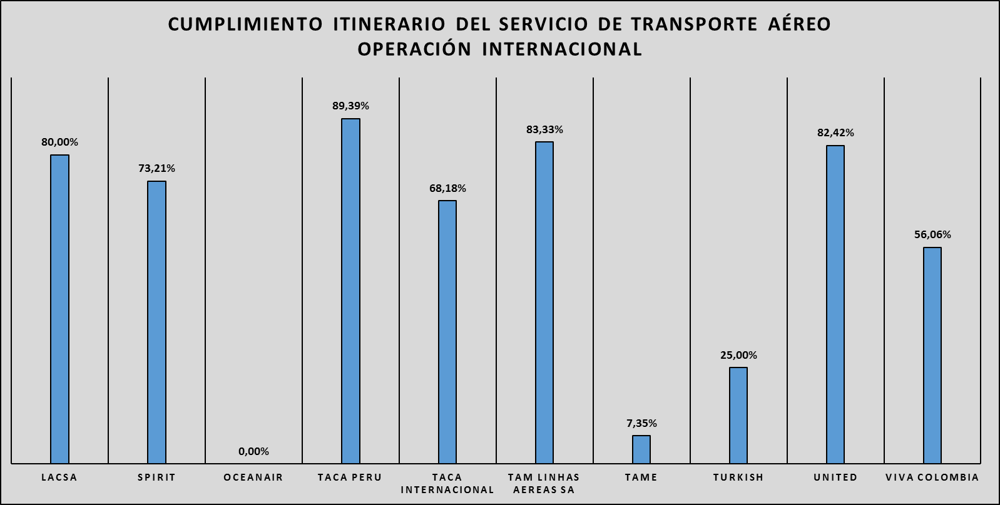 CUMPLIMIENTO ITINERARIO DEL SERVICIO DE TRANSPORTE AÉREO
OPERACIÓN INTERNACIONAL
80,00%
73,21%
0,00%
89,39%
68,18%
83,33%
7,35%
25,00%
82,42%
56,06%
LACSA
SPIRIT
OCEANAIR
TACA PERU
TACA
INTERNACIONAL
TAM LINHAS
AEREAS SA
TAME
TURKISH
UNITED
VIVA COLOMBIA